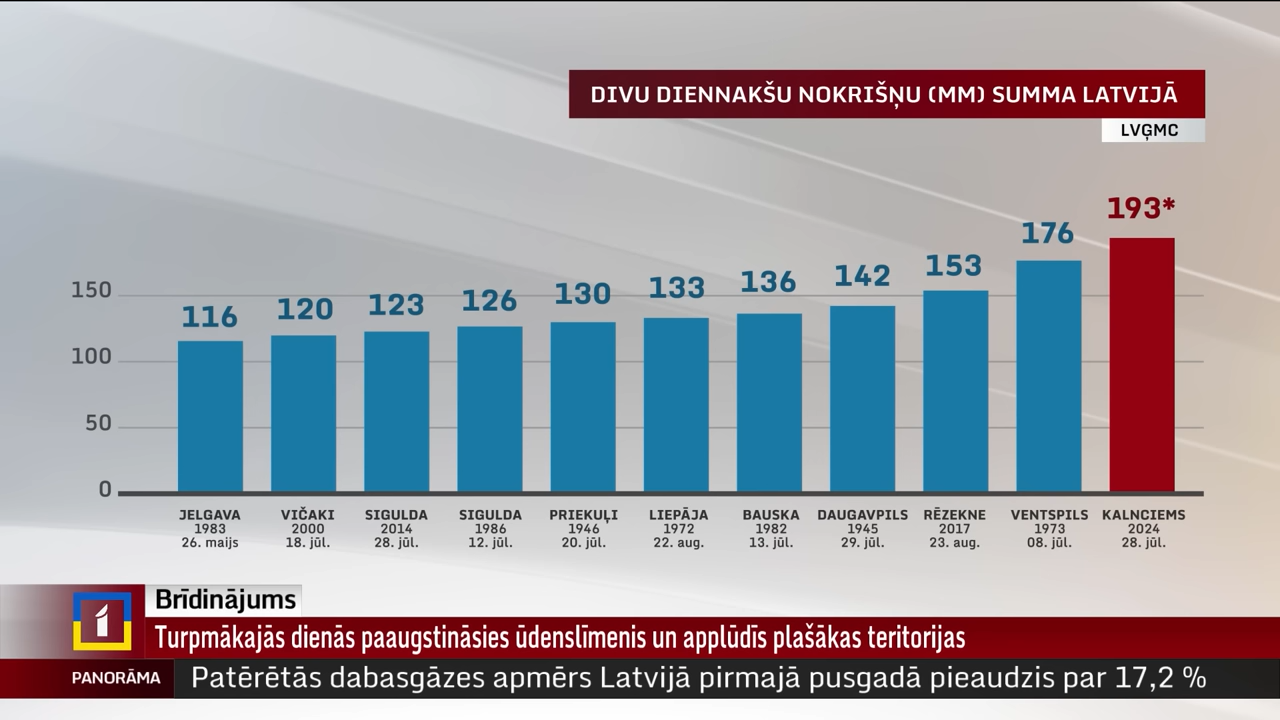 DIVU DIENNAKŠU NOKRIŠŅU (MM) SUMMA LATVIJĀ
LVĢMC
150
100
50
0
116
120
123
126
130
133
136
142
153
176
193*
JELGAVA
1983
26. maijs
VIČAKI
2000
18. jūl.
SIGULDA
2014
28. jūl.
SIGULDA
1986
12. jūl.
PRIEKUĻI
1946
20. jūl.
LIEPĀJA
1972
22. aug.
BAUSKA
1982
13. jūl.
DAUGAVPILS
1945
29. jūl.
RĒZEKNE
2017
23. aug.
VENTSPILS
1973
08. jūl.
KALNCIEMS
2024
28. jūl.
1
Brīdinājums
Turpmākajās dienās paaugstināsies ūdenslīmenis un applūdīs plašākas teritorijas
PANORĀMA
Patērētās dabasgāzes apmērs Latvijā pirmajā pusgadā pieaudzis par 17,2 %